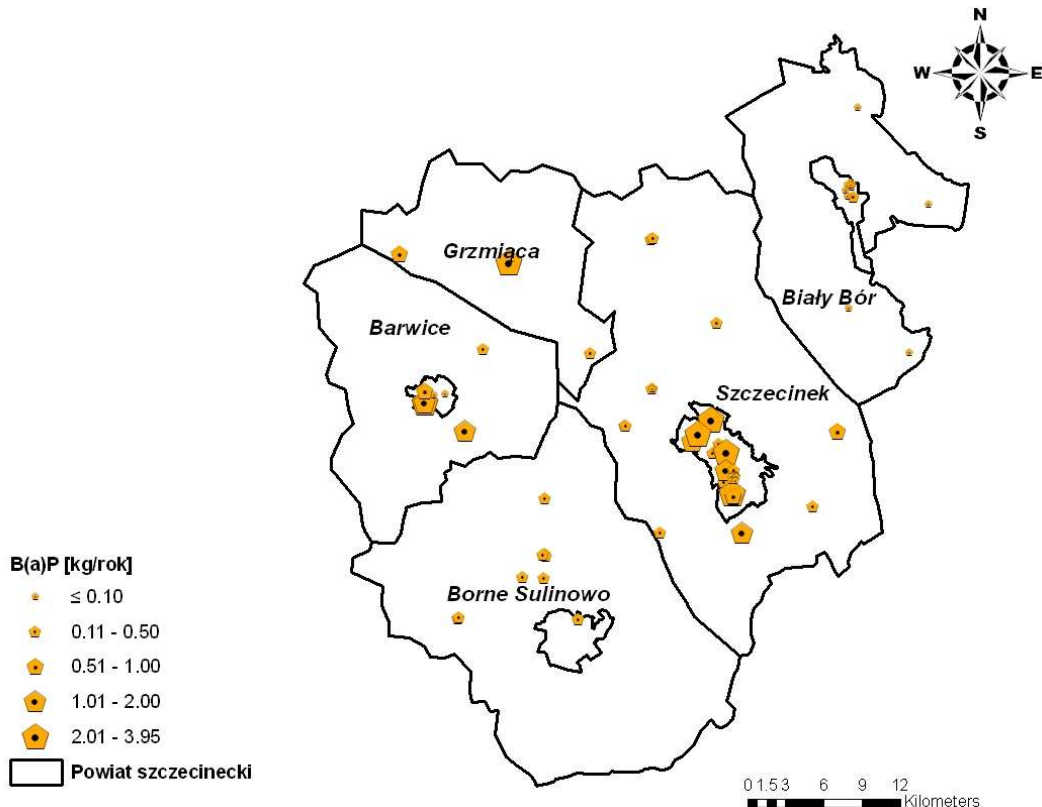 N
W E
S
Grzmiąca
Biały Bór
Barwice
Szczecinek
Borne Sulinowo
B(a)P [kg/rok]
≤ 0.10
0.11 - 0.50
0.51 - 1.00
1.01 - 2.00
2.01 - 3.95
Powiat szczecinecki
0 1.5 3 6 9 12
Kilometers